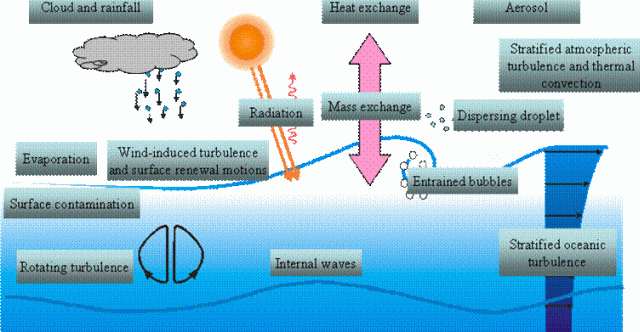 Cloud and rainfall
Heat exchange
Aerosol
Stratified atmospheric
turbulence and thermal
convection
Radiation
Mass exchange
Dispersing droplet
Evaporation
Wind-induced turbulence
and surface renewal motions
Entrained bubbles
Surface contamination
Rotating turbulence
Internal waves
Stratified oceanic
turbulence